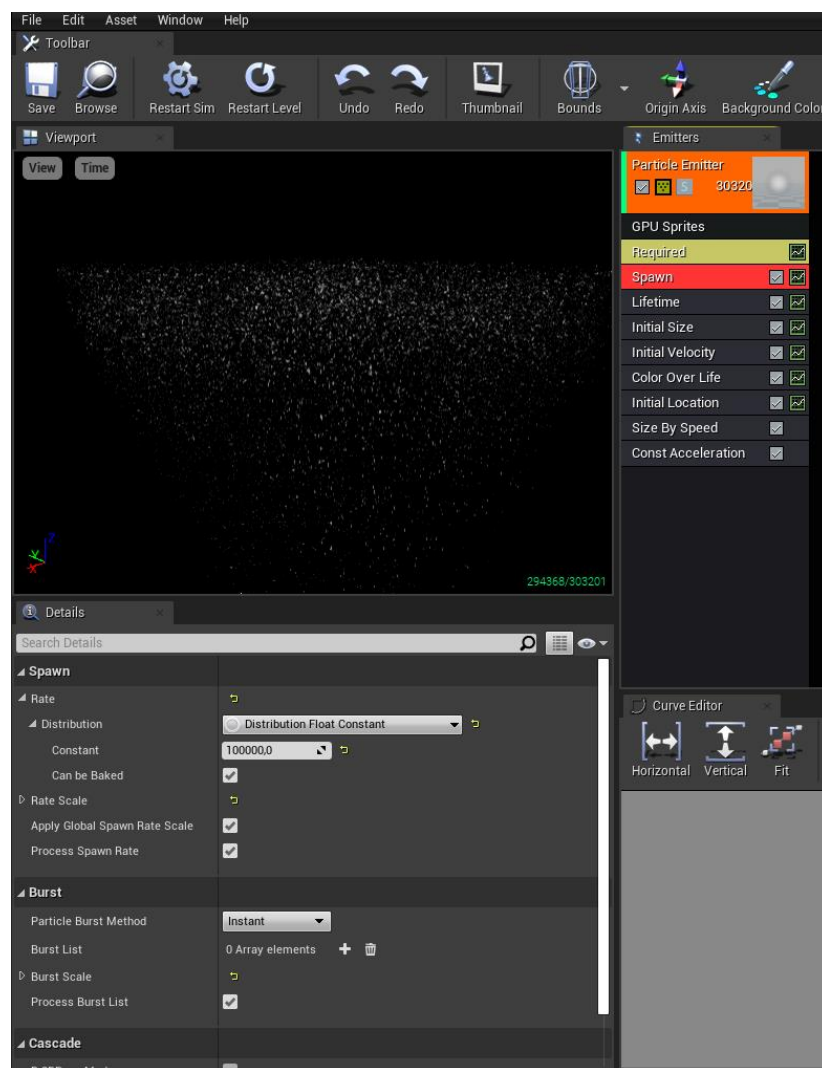 File Edit Asset Window Help
Toolbar
Save Browse Restart Sim Restart Level Undo Redo Thumbnail Bounds Origin Axis Background Colo
Viewport
View Time
294368/303201
Emitters
Particle Emitter
S 30320
GPU Sprites
Required
Spawn
Lifetime
Initial Size
Initial Velocity
Color Over Life
Initial Location
Size By Speed
Const Acceleration
Details
Search Details
Spawn
Rate
Distribution Distribution Float Constant
Constant 100000,0
Can be Baked
Rate Scale
Apply Global Spawn Rate Scale
Process Spawn Rate
Burst
Particle Burst Method Instant
Burst List 0 Array elements
Burst Scale
Process Burst List
Cascade
Curve Editor
Horizontal Vertical Fit